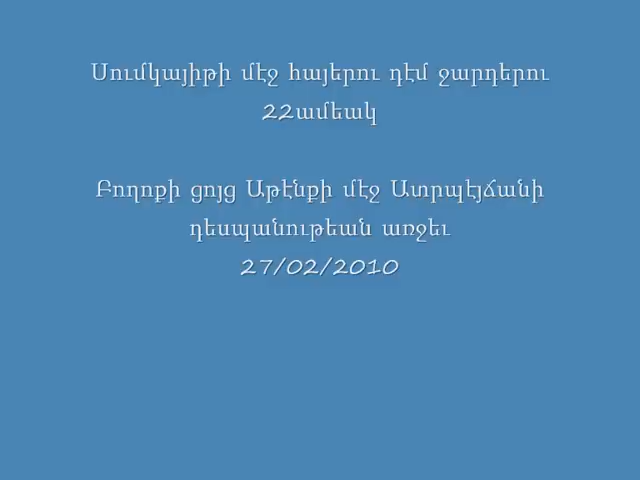 Սումկայիթի մէջ հայերու դէմ ջարդերու
22ամեակ
Բողոքի ցոյց Աթէնքի մէջ Ատրպէյճանի
դեսպանութեան առջեւ
27/02/2010